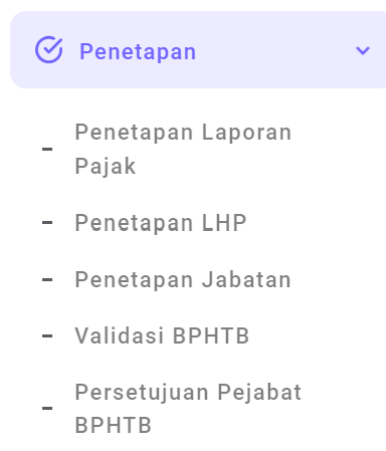 Penetapan
Penetapan Laporan
Pajak
Penetapan LHP
Penetapan Jabatan
Validasi BPHTB
Persetujuan Pejabat
BPHTB